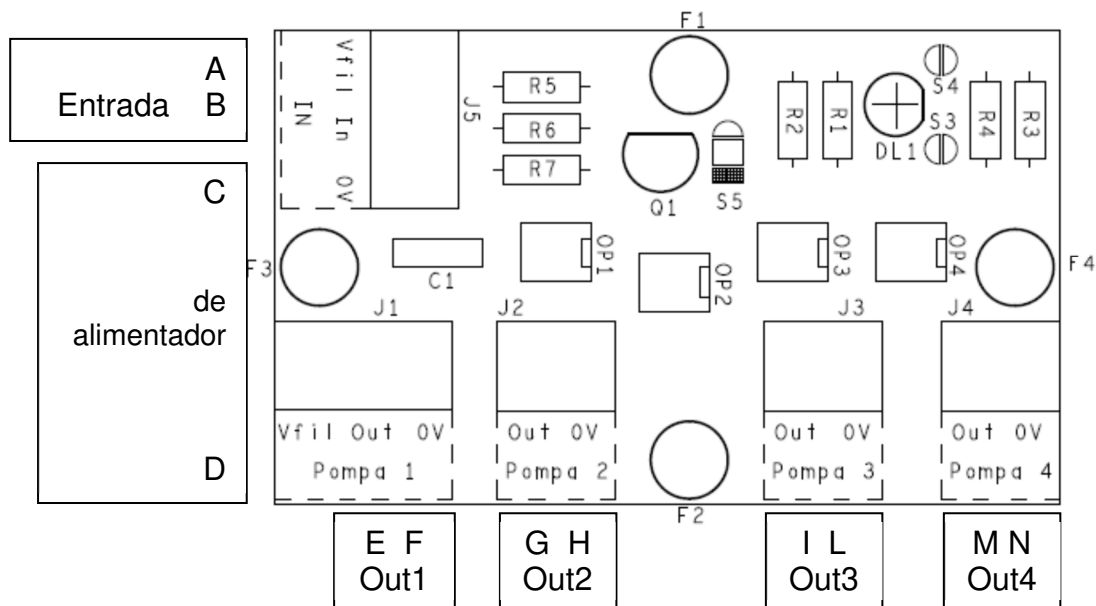 A
Entrada B
C
de
alimentador
D
F1
Vfil In 0V
IN
J5
R5
R6
R7
Q1
S5
R2
R1
DL1
S4
S3
R4
R3
F3
C1
OP1
OP2
OP3
OP4
F4
J1
J2
J3
J4
Vfil Out 0V
Pompa 1
Out 0V
Pompa 2
Out 0V
Pompa 3
Out 0V
Pompa 4
F2
E F
Out1
G H
Out2
I L
Out3
M N
Out4